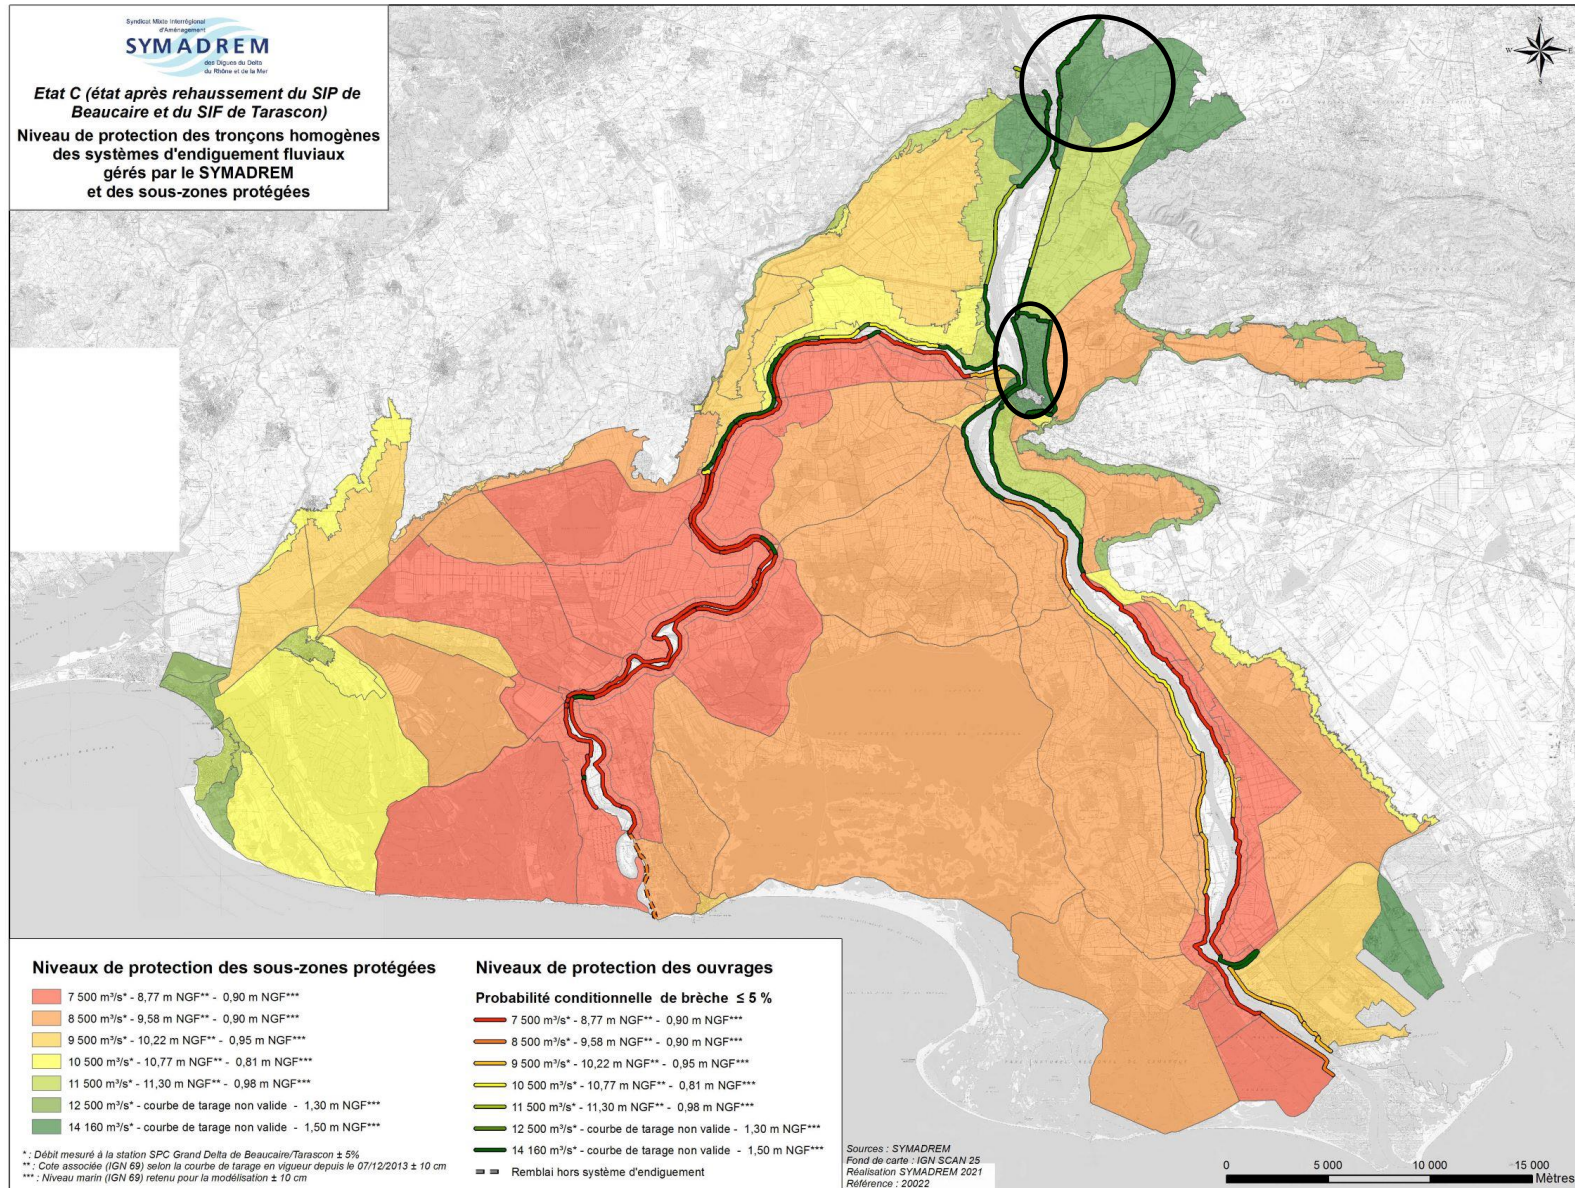 Syndicat Mixte Interrégional
d'Aménagement
SYMADREM
des Digues du Delta
du Rhône et de la Mer
Etat C (état après rehaussement du SIP de
Beaucaire et du SIF de Tarascon)
Niveau de protection des tronçons homogènes
des systèmes d'endiguement fluviaux
gérés par le SYMADREM
et des sous-zones protégées
N
W
E
S
Niveaux de protection des sous-zones protégées
7 500 m³/s* - 8,77 m NGF** - 0,90 m NGF***
8 500 m³/s* - 9,58 m NGF** - 0,90 m NGF***
9 500 m³/s* - 10,22 m NGF** - 0,95 m NGF***
10 500 m³/s* - 10,77 m NGF** - 0,81 m NGF***
11 500 m³/s* - 11,30 m NGF** - 0,98 m NGF***
12 500 m³/s* - courbe de tarage non valide - 1,30 m NGF***
14 160 m³/s* - courbe de tarage non valide - 1,50 m NGF***
* : Débit mesuré à la station SPC Grand Delta de Beaucaire/Tarascon ± 5%
** : Cote associée (IGN 69) selon la courbe de tarage en vigueur depuis le 07/12/2013 ± 10 cm
*** : Niveau marin (IGN 69) retenu pour la modélisation ± 10 cm
Niveaux de protection des ouvrages
Probabilité conditionnelle de brèche ≤ 5 %
7 500 m³/s* - 8,77 m NGF** - 0,90 m NGF***
8 500 m³/s* - 9,58 m NGF** - 0,90 m NGF***
9 500 m³/s* - 10,22 m NGF** - 0,95 m NGF***
10 500 m³/s* - 10,77 m NGF** - 0,81 m NGF***
11 500 m³/s* - 11,30 m NGF** - 0,98 m NGF***
12 500 m³/s* - courbe de tarage non valide - 1,30 m NGF***
14 160 m³/s* - courbe de tarage non valide - 1,50 m NGF***
Remblai hors système d'endiguement
Sources : SYMADREM
Fond de carte : IGN SCAN 25
Réalisation SYMADREM 2021
Référence : 20022
0 5 000 10 000 15 000
Mètres